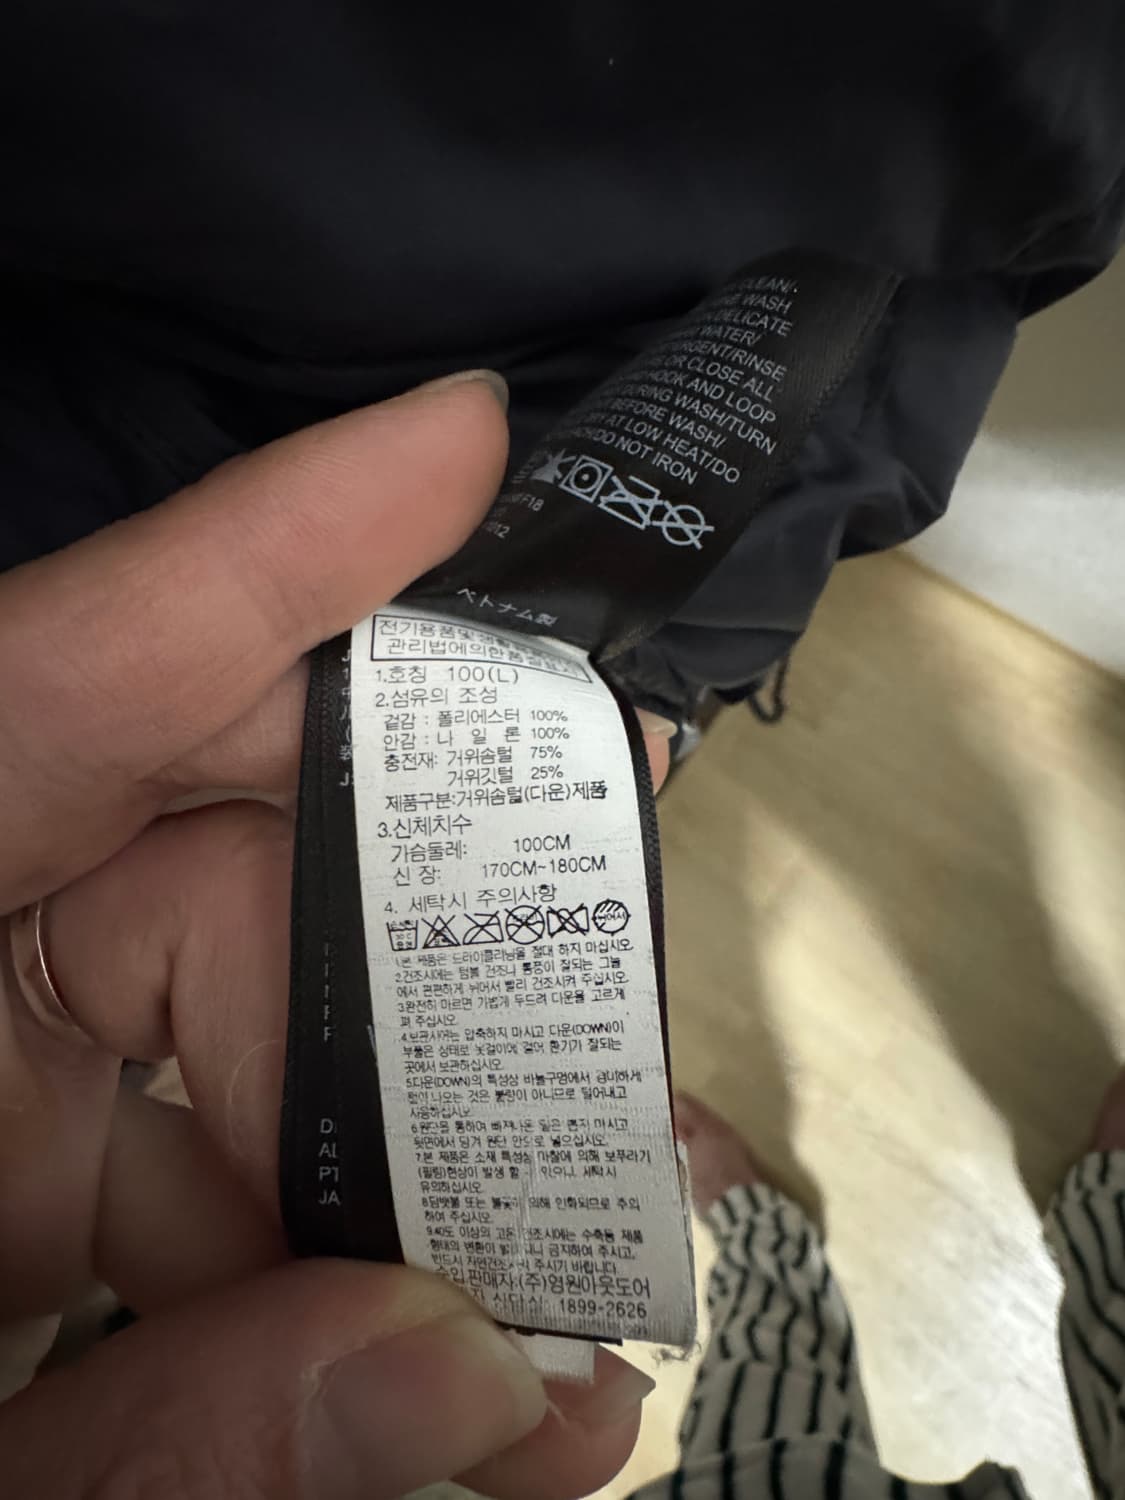 CLEAN/
WASH
DELICATE
WATER/
RGENT/RINSE
OR CLOSE ALL
HOOK AND LOOP
DURING WASH/TURN
BEFORE WASH/
AT LOW HEAT/DO
DO NOT IRON
F18
012
ベトナム製
전기용품및
관리법에의한
1.호칭 100(L)
2.섬유의 조성
겉감 : 폴리에스터 100%
안감 : 나 일 론 100%
충전재: 거위솜털 75%
거위깃털 25%
제품구분:거위솜털(다운)제품
3.신체치수
가슴둘레: 100CM
신 장: 170CM~180CM
4. 세탁시 주의사항
1.본 제품은 드라이클리닝을 절대 하지 마십시오.
2.건조시에는 텀블 건조나 통풍이 잘되는 그늘
에서 편편하게 뉘어서 빨리 건조시켜 주십시오.
3.완전히 마르면 가볍게 두드려 다운을 고르게
펴 주십시오.
4.보관시에는 압축하지 마시고 다운(DOWN)이
부풀은 상태로 옷걸이에 걸어 환기가 잘되는
곳에서 보관하십시오.
5.다운(DOWN)의 특성상 바늘구멍에서 경미하게
털이 나오는 것은 불량이 아니므로 털어내고
사용하십시오.
6.원단을 통하여 빠져나온 털은 뽑지 마시고
뒷면에서 당겨 원단 안으로 넣으십시오.
7.본 제품은 소재 특성상 마찰에 의해 보푸라기
(필링)현상이 발생 할 있으니 세탁시
유의하십시오.
8.담뱃불 또는 불꽃에 의해 인화되므로 주의
하여 주십시오.
9.40도 이상의 고온 건조시에는 수축등 제품
형태의 변환이 금지하여 주시고,
반드시 자연건조 주시기 바랍니다.
수입판매자:(주)영원아웃도어
1899-2626
D
AL
PT
JA